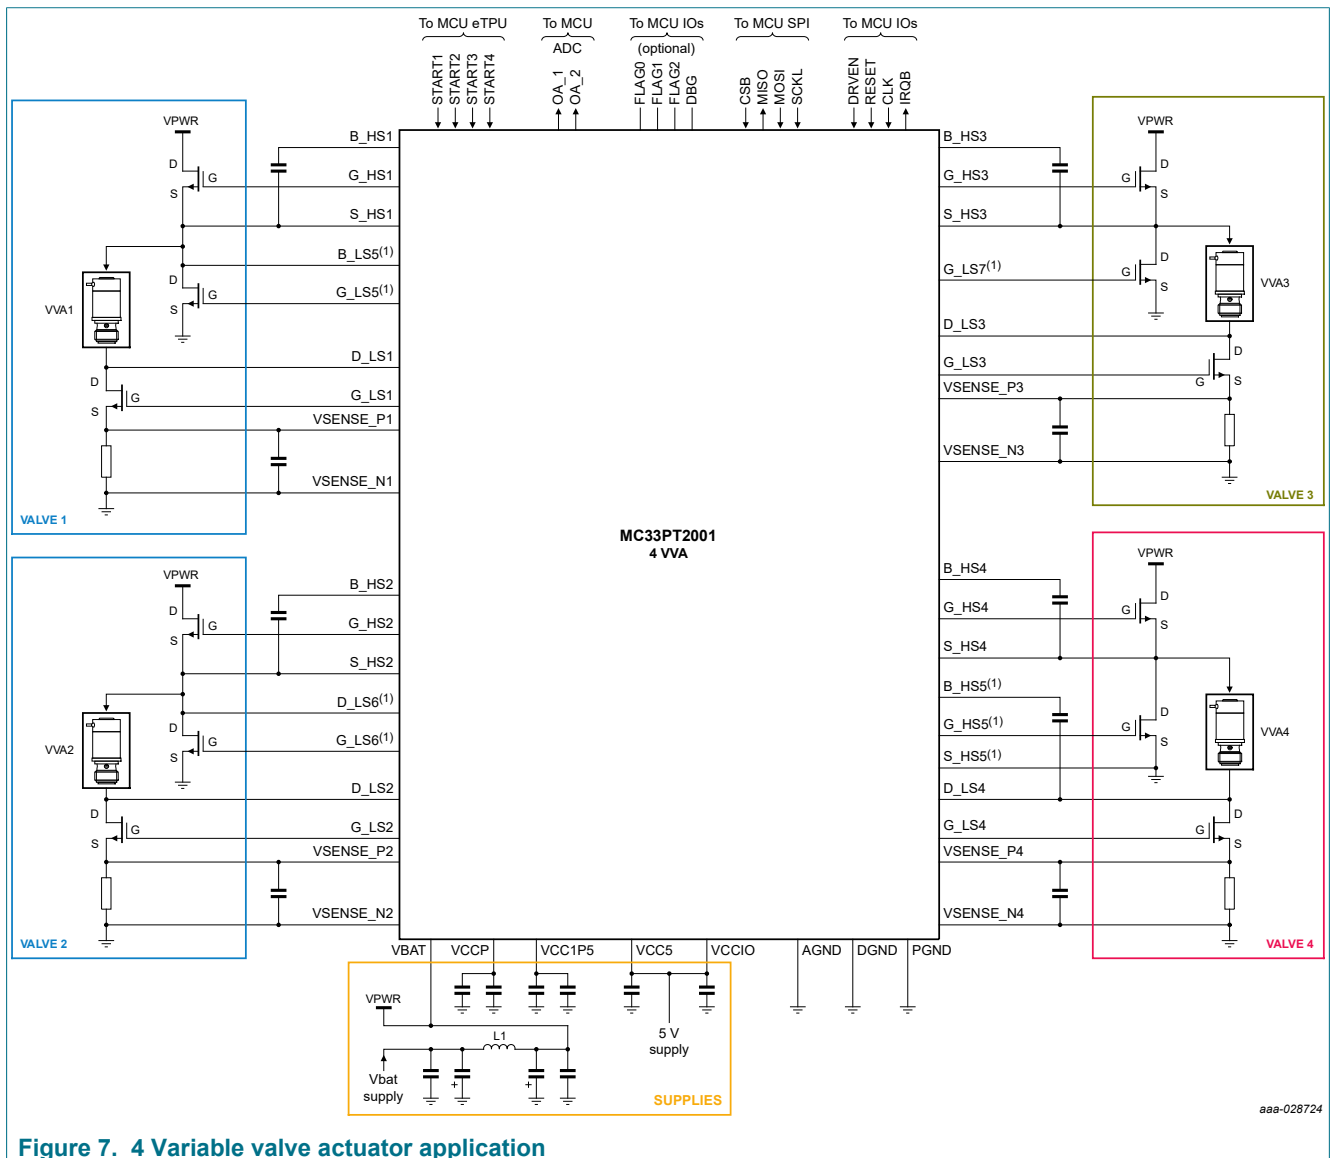 To MCU eTPU
To MCU
ADC
To MCU IOs
(optional)
To MCU SPI
To MCU IOs
START1
START2
START3
START4
OA_1
OA_2
FLAG0
FLAG1
FLAG2
DBG
CSB
MISO
MOSI
SCKL
DRVEN
RESET
CLK
IRQB
VPWR
D
G
S
VVA1
D
G
S
D
G
S
VALVE 1
B_HS1
G_HS1
S_HS1
B_LS5(1)
G_LS5(1)
D_LS1
G_LS1
VSENSE_P1
VSENSE_N1
VPWR
D
G
S
VVA2
D
G
S
D
G
S
VALVE 2
B_HS2
G_HS2
S_HS2
D_LS6(1)
G_LS6(1)
D_LS2
G_LS2
VSENSE_P2
VSENSE_N2
MC33PT2001
4 VVA
B_HS3
G_HS3
S_HS3
G_LS7(1)
D_LS3
G_LS3
VSENSE_P3
VSENSE_N3
VPWR
D
G
S
D
G
S
VVA3
D
G
S
VALVE 3
B_HS4
G_HS4
S_HS4
B_HS5(1)
G_HS5(1)
S_HS5(1)
D_LS4
G_LS4
VSENSE_P4
VSENSE_N4
VPWR
D
G
S
D
G
S
VVA4
D
G
S
VALVE 4
VBAT
VCCP
VCC1P5
VCC5
VCCIO
AGND
DGND
PGND
VPWR
L1
5 V
supply
Vbat
supply
+
+
SUPPLIES
aaa-028724
Figure 7. 4 Variable valve actuator application